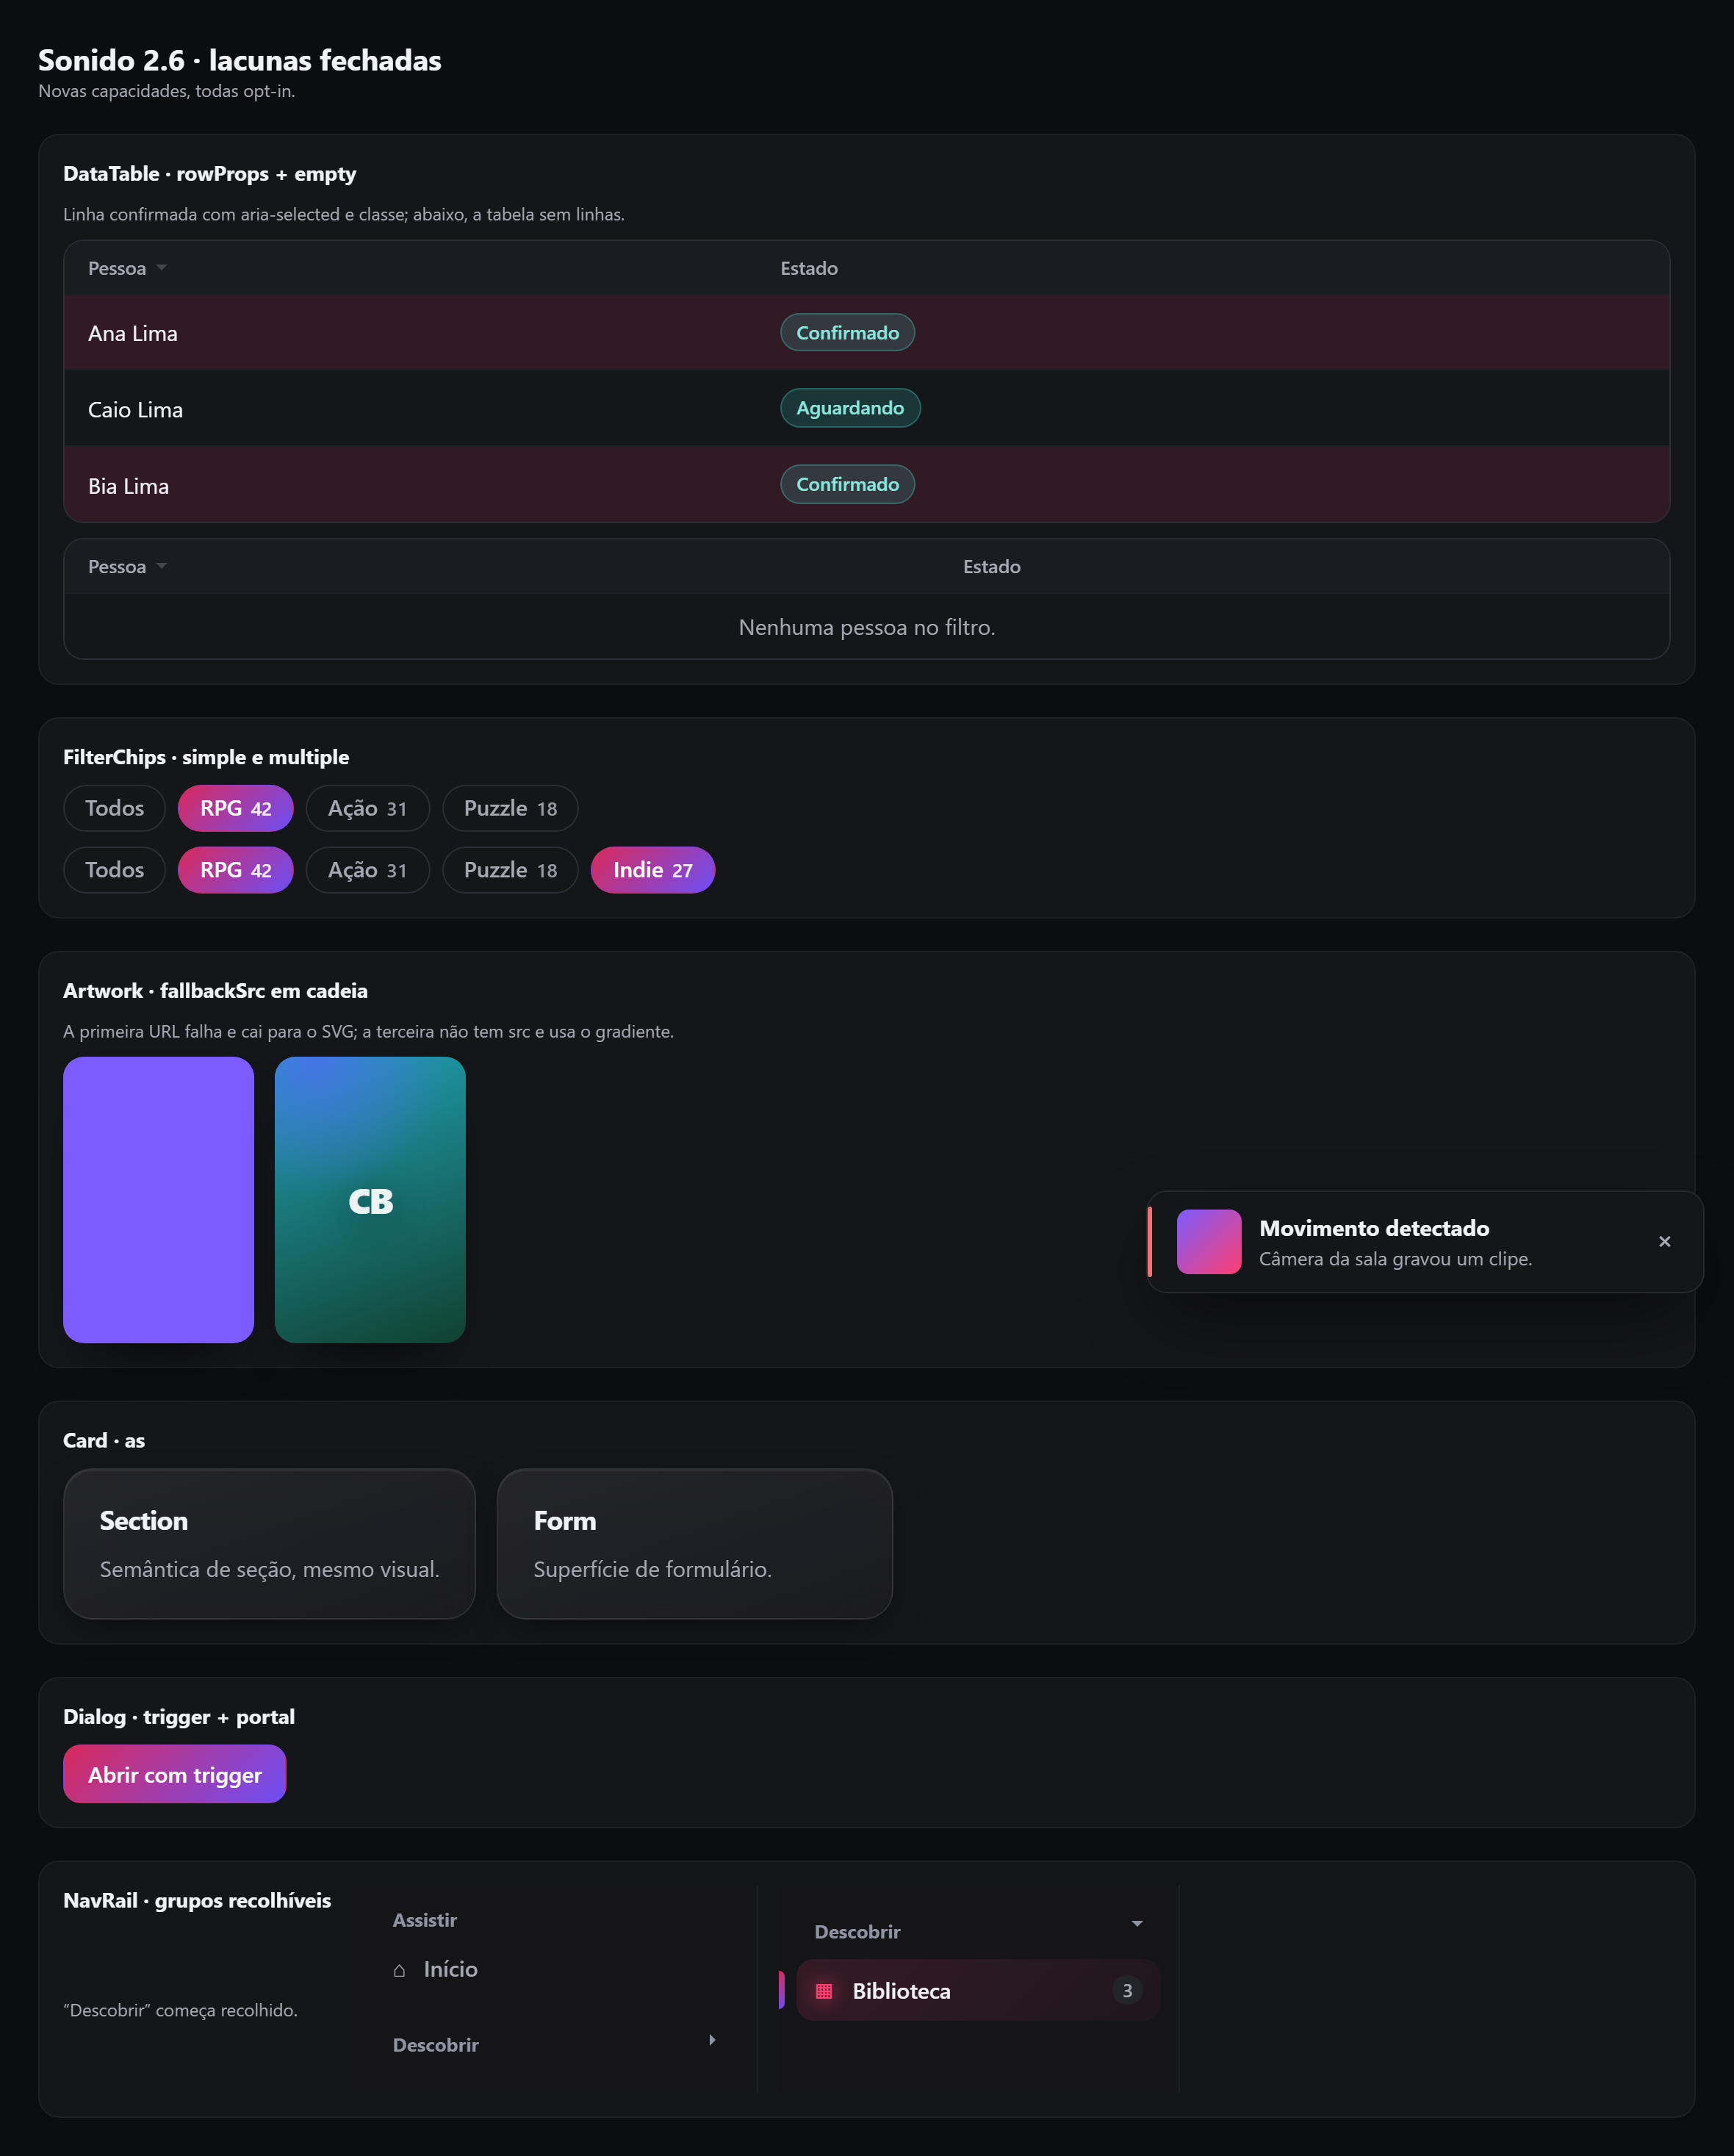 Sonido 2.6 · lacunas fechadas
Novas capacidades, todas opt-in.
DataTable · rowProps + empty
Linha confirmada com aria-selected e classe; abaixo, a tabela sem linhas.
Pessoa Estado
Ana Lima Confirmado
Caio Lima Aguardando
Bia Lima Confirmado
Pessoa Estado
Nenhuma pessoa no filtro.
FilterChips · simple e multiple
Todos RPG 42 Ação 31 Puzzle 18
Todos RPG 42 Ação 31 Puzzle 18 Indie 27
Artwork · fallbackSrc em cadeia
A primeira URL falha e cai para o SVG; a terceira não tem src e usa o gradiente.
CB
Movimento detectado
Câmera da sala gravou um clipe.
Card · as
Section
Semântica de seção, mesmo visual.
Form
Superfície de formulário.
Dialog · trigger + portal
Abrir com trigger
NavRail · grupos recolhíveis
“Descobrir” começa recolhido.
Assistir
Início
Descobrir
Descobrir
Biblioteca 3